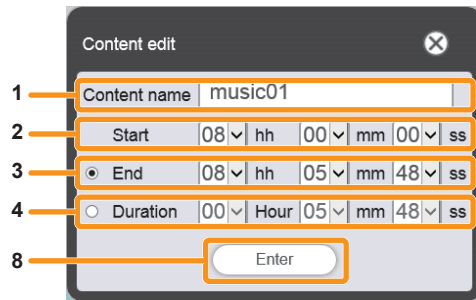 Content edit
1 Content name music01
2 Start 08 hh 00 mm 00 ss
3 End 08 hh 05 mm 48 ss
4 Duration 00 Hour 05 mm 48 ss
8 Enter